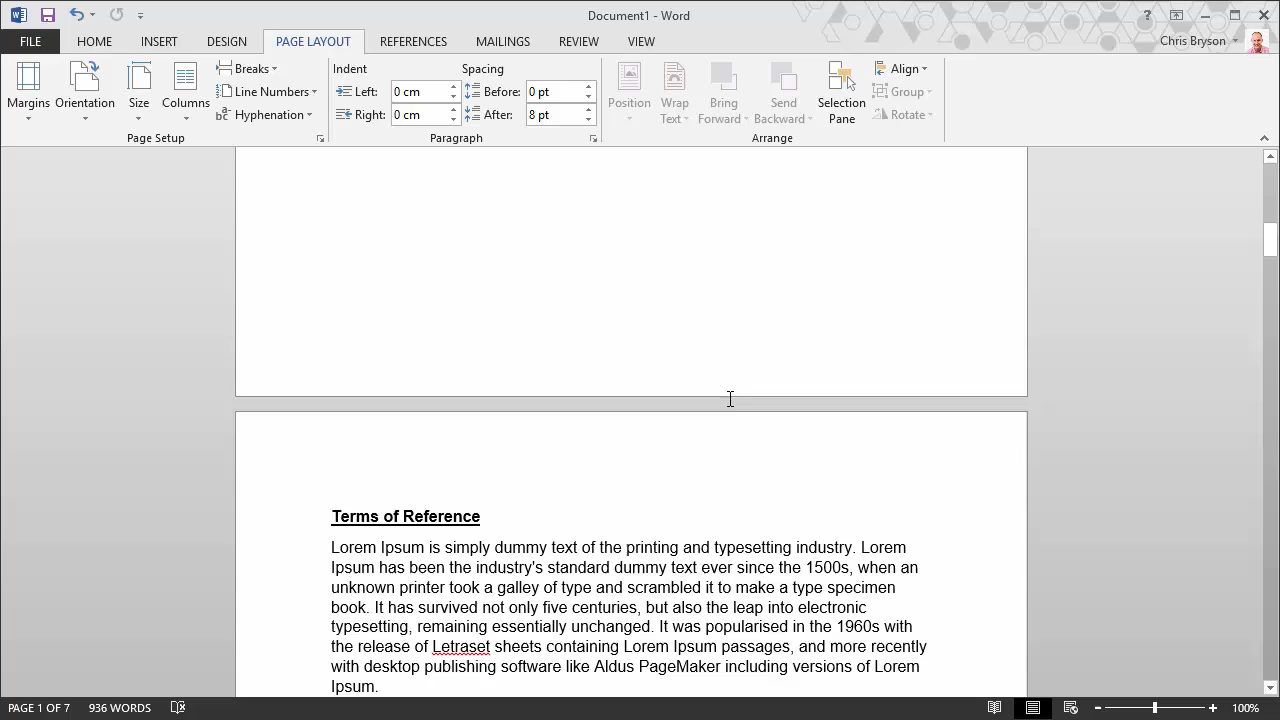 Document1 - Word
?
FILE HOME INSERT DESIGN PAGE LAYOUT REFERENCES MAILINGS REVIEW VIEW Chris Bryson
Margins Orientation Size Columns
Breaks
Line Numbers
Hyphenation
Page Setup
Indent Spacing
Left: 0 cm Before: 0 pt
Right: 0 cm After: 8 pt
Paragraph
Position Wrap Text Bring Forward Send Backward Selection Pane
Align
Group
Rotate
Arrange
Terms of Reference
Lorem Ipsum is simply dummy text of the printing and typesetting industry. Lorem
Ipsum has been the industry's standard dummy text ever since the 1500s, when an
unknown printer took a galley of type and scrambled it to make a type specimen
book. It has survived not only five centuries, but also the leap into electronic
typesetting, remaining essentially unchanged. It was popularised in the 1960s with
the release of Letraset sheets containing Lorem Ipsum passages, and more recently
with desktop publishing software like Aldus PageMaker including versions of Lorem
Ipsum.
PAGE 1 OF 7 936 WORDS 100%